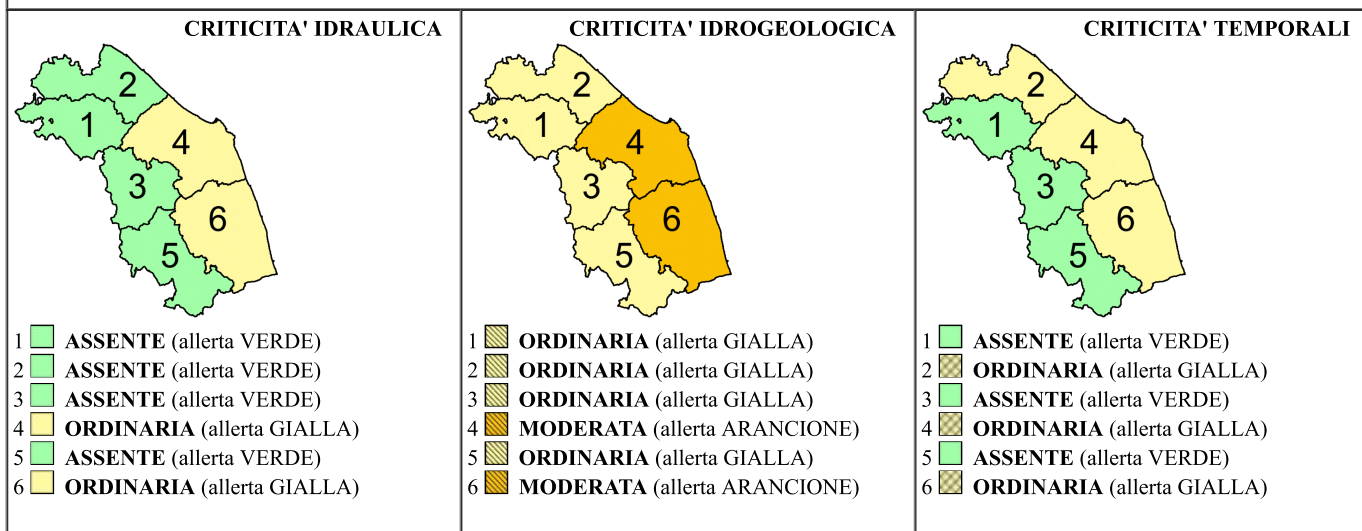 CRITICITA' IDRAULICA
2
1
4
3
6
5
1 ASSENTE (allerta VERDE)
2 ASSENTE (allerta VERDE)
3 ASSENTE (allerta VERDE)
4 ORDINARIA (allerta GIALLA)
5 ASSENTE (allerta VERDE)
6 ORDINARIA (allerta GIALLA)
CRITICITA' IDROGEOLOGICA
2
1
4
3
6
5
1 ORDINARIA (allerta GIALLA)
2 ORDINARIA (allerta GIALLA)
3 ORDINARIA (allerta GIALLA)
4 MODERATA (allerta ARANCIONE)
5 ORDINARIA (allerta GIALLA)
6 MODERATA (allerta ARANCIONE)
CRITICITA' TEMPORALI
2
1
4
3
6
5
1 ASSENTE (allerta VERDE)
2 ORDINARIA (allerta GIALLA)
3 ASSENTE (allerta VERDE)
4 ORDINARIA (allerta GIALLA)
5 ASSENTE (allerta VERDE)
6 ORDINARIA (allerta GIALLA)